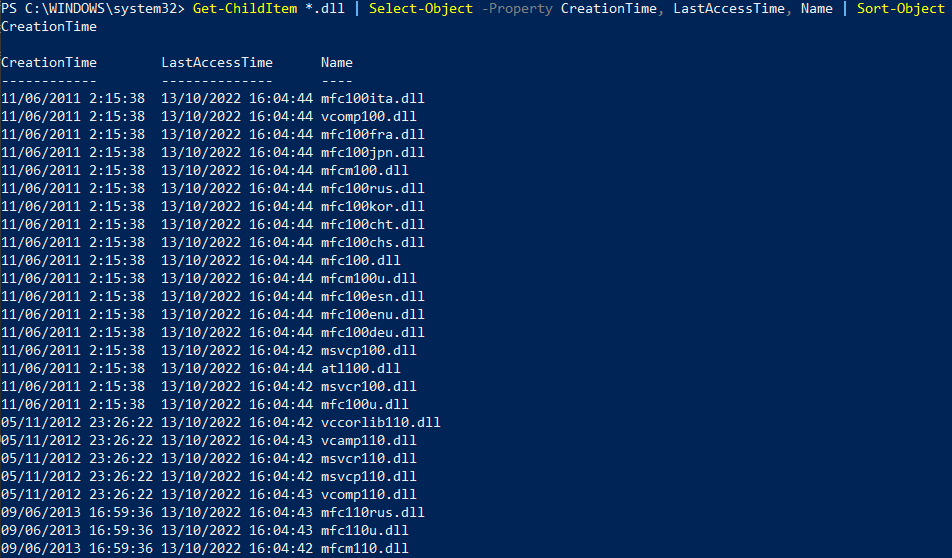 PS C:\WINDOWS\system32> Get-ChildItem *.dll | Select-Object -Property CreationTime, LastAccessTime, Name | Sort-Object
CreationTime
CreationTime LastAccessTime Name
------------ -------------- ----
11/06/2011 2:15:38 13/10/2022 16:04:44 mfc100ita.dll
11/06/2011 2:15:38 13/10/2022 16:04:44 vcomp100.dll
11/06/2011 2:15:38 13/10/2022 16:04:44 mfc100fra.dll
11/06/2011 2:15:38 13/10/2022 16:04:44 mfc100jpn.dll
11/06/2011 2:15:38 13/10/2022 16:04:44 mfcm100.dll
11/06/2011 2:15:38 13/10/2022 16:04:44 mfc100rus.dll
11/06/2011 2:15:38 13/10/2022 16:04:44 mfc100kor.dll
11/06/2011 2:15:38 13/10/2022 16:04:44 mfc100cht.dll
11/06/2011 2:15:38 13/10/2022 16:04:44 mfc100chs.dll
11/06/2011 2:15:38 13/10/2022 16:04:44 mfc100.dll
11/06/2011 2:15:38 13/10/2022 16:04:44 mfcm100u.dll
11/06/2011 2:15:38 13/10/2022 16:04:44 mfc100esn.dll
11/06/2011 2:15:38 13/10/2022 16:04:44 mfc100enu.dll
11/06/2011 2:15:38 13/10/2022 16:04:44 mfc100deu.dll
11/06/2011 2:15:38 13/10/2022 16:04:42 msvcp100.dll
11/06/2011 2:15:38 13/10/2022 16:04:44 atl100.dll
11/06/2011 2:15:38 13/10/2022 16:04:42 msvcr100.dll
11/06/2011 2:15:38 13/10/2022 16:04:44 mfc100u.dll
05/11/2012 23:26:22 13/10/2022 16:04:42 vccorlib110.dll
05/11/2012 23:26:22 13/10/2022 16:04:43 vcamp110.dll
05/11/2012 23:26:22 13/10/2022 16:04:42 msvcr110.dll
05/11/2012 23:26:22 13/10/2022 16:04:42 msvcp110.dll
05/11/2012 23:26:22 13/10/2022 16:04:43 vcomp110.dll
09/06/2013 16:59:36 13/10/2022 16:04:43 mfc110rus.dll
09/06/2013 16:59:36 13/10/2022 16:04:43 mfc110u.dll
09/06/2013 16:59:36 13/10/2022 16:04:42 mfcm110.dll